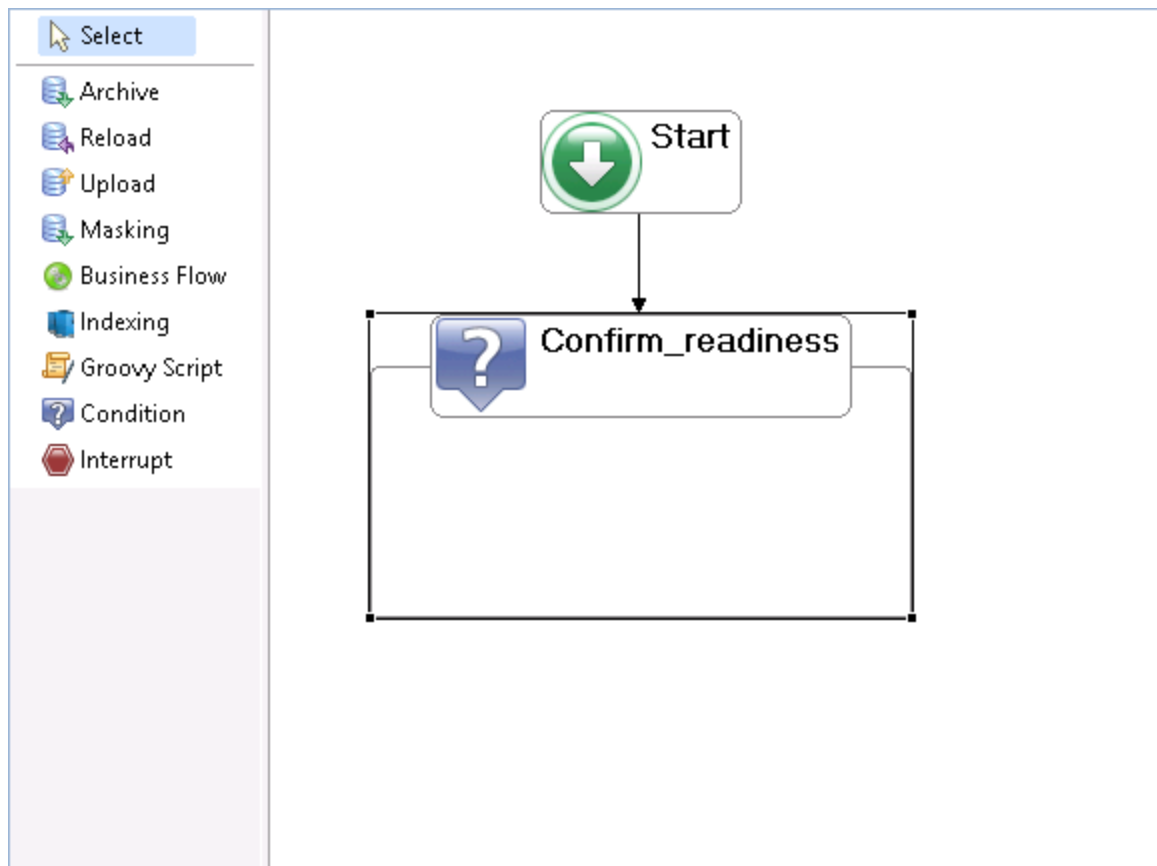 Select
Archive
Reload
Upload
Masking
Business Flow
Indexing
Groovy Script
Condition
Interrupt
Start
Confirm_readiness